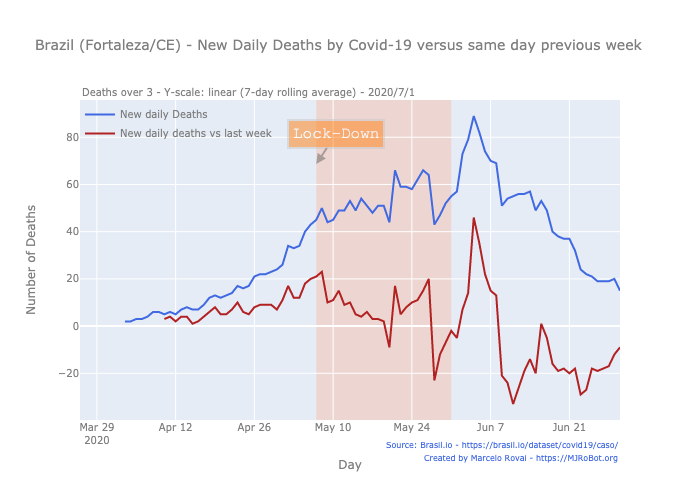 Brazil (Fortaleza/CE) - New Daily Deaths by Covid-19 versus same day previous week
Deaths over 3 - Y-scale: linear (7-day rolling average) - 2020/7/1
New daily Deaths
New daily deaths vs last week
Lock-Down
Number of Deaths
80
60
40
20
0
−20
Mar 29
2020
Apr 12
Apr 26
May 10
May 24
Jun 7
Jun 21
Source: Brasil.io - https://brasil.io/dataset/covid19/caso/
Created by Marcelo Rovai - https://MJRoBot.org
Day